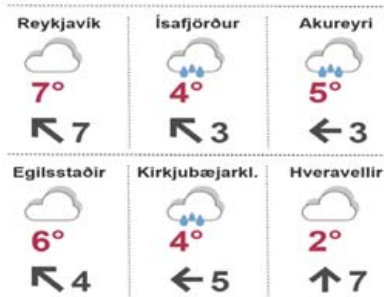 Reykjavík Ísafjörður Akureyri
7° 4° 5°
7 3 3
Egilsstaðir Kirkjubæjarkl. Hveravellir
6° 4° 2°
4 5 7